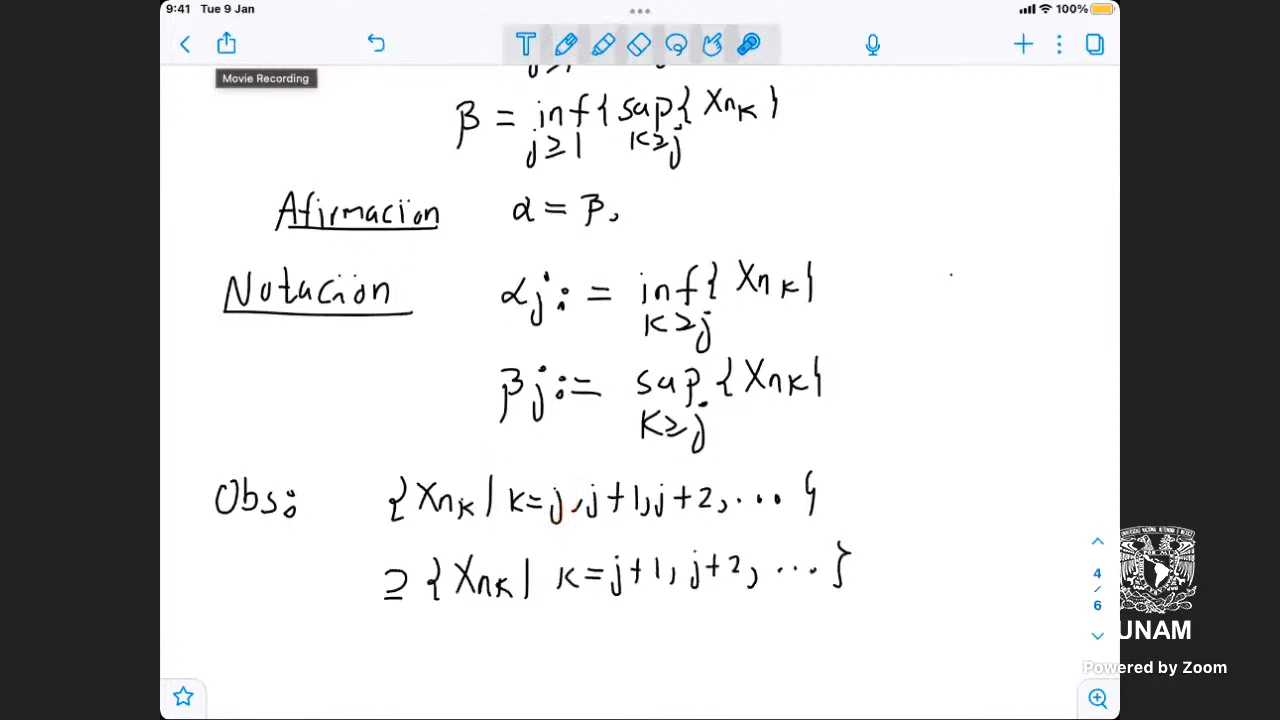 9:41 Tue 9 Jan 100%
Movie Recording
β = inf{ sup{ Xnₖ }
j≥1 k≥j
Afirmacion α = β,
Notación αj := inf{ Xnₖ }
k≥j
βj := sup{ Xnₖ }
k≥j
Obs: { Xnₖ | k=j, j+1, j+2, ... }
⊇ { Xnₖ | k=j+1, j+2, ... }
4
/
6
UNAM
Powered by Zoom